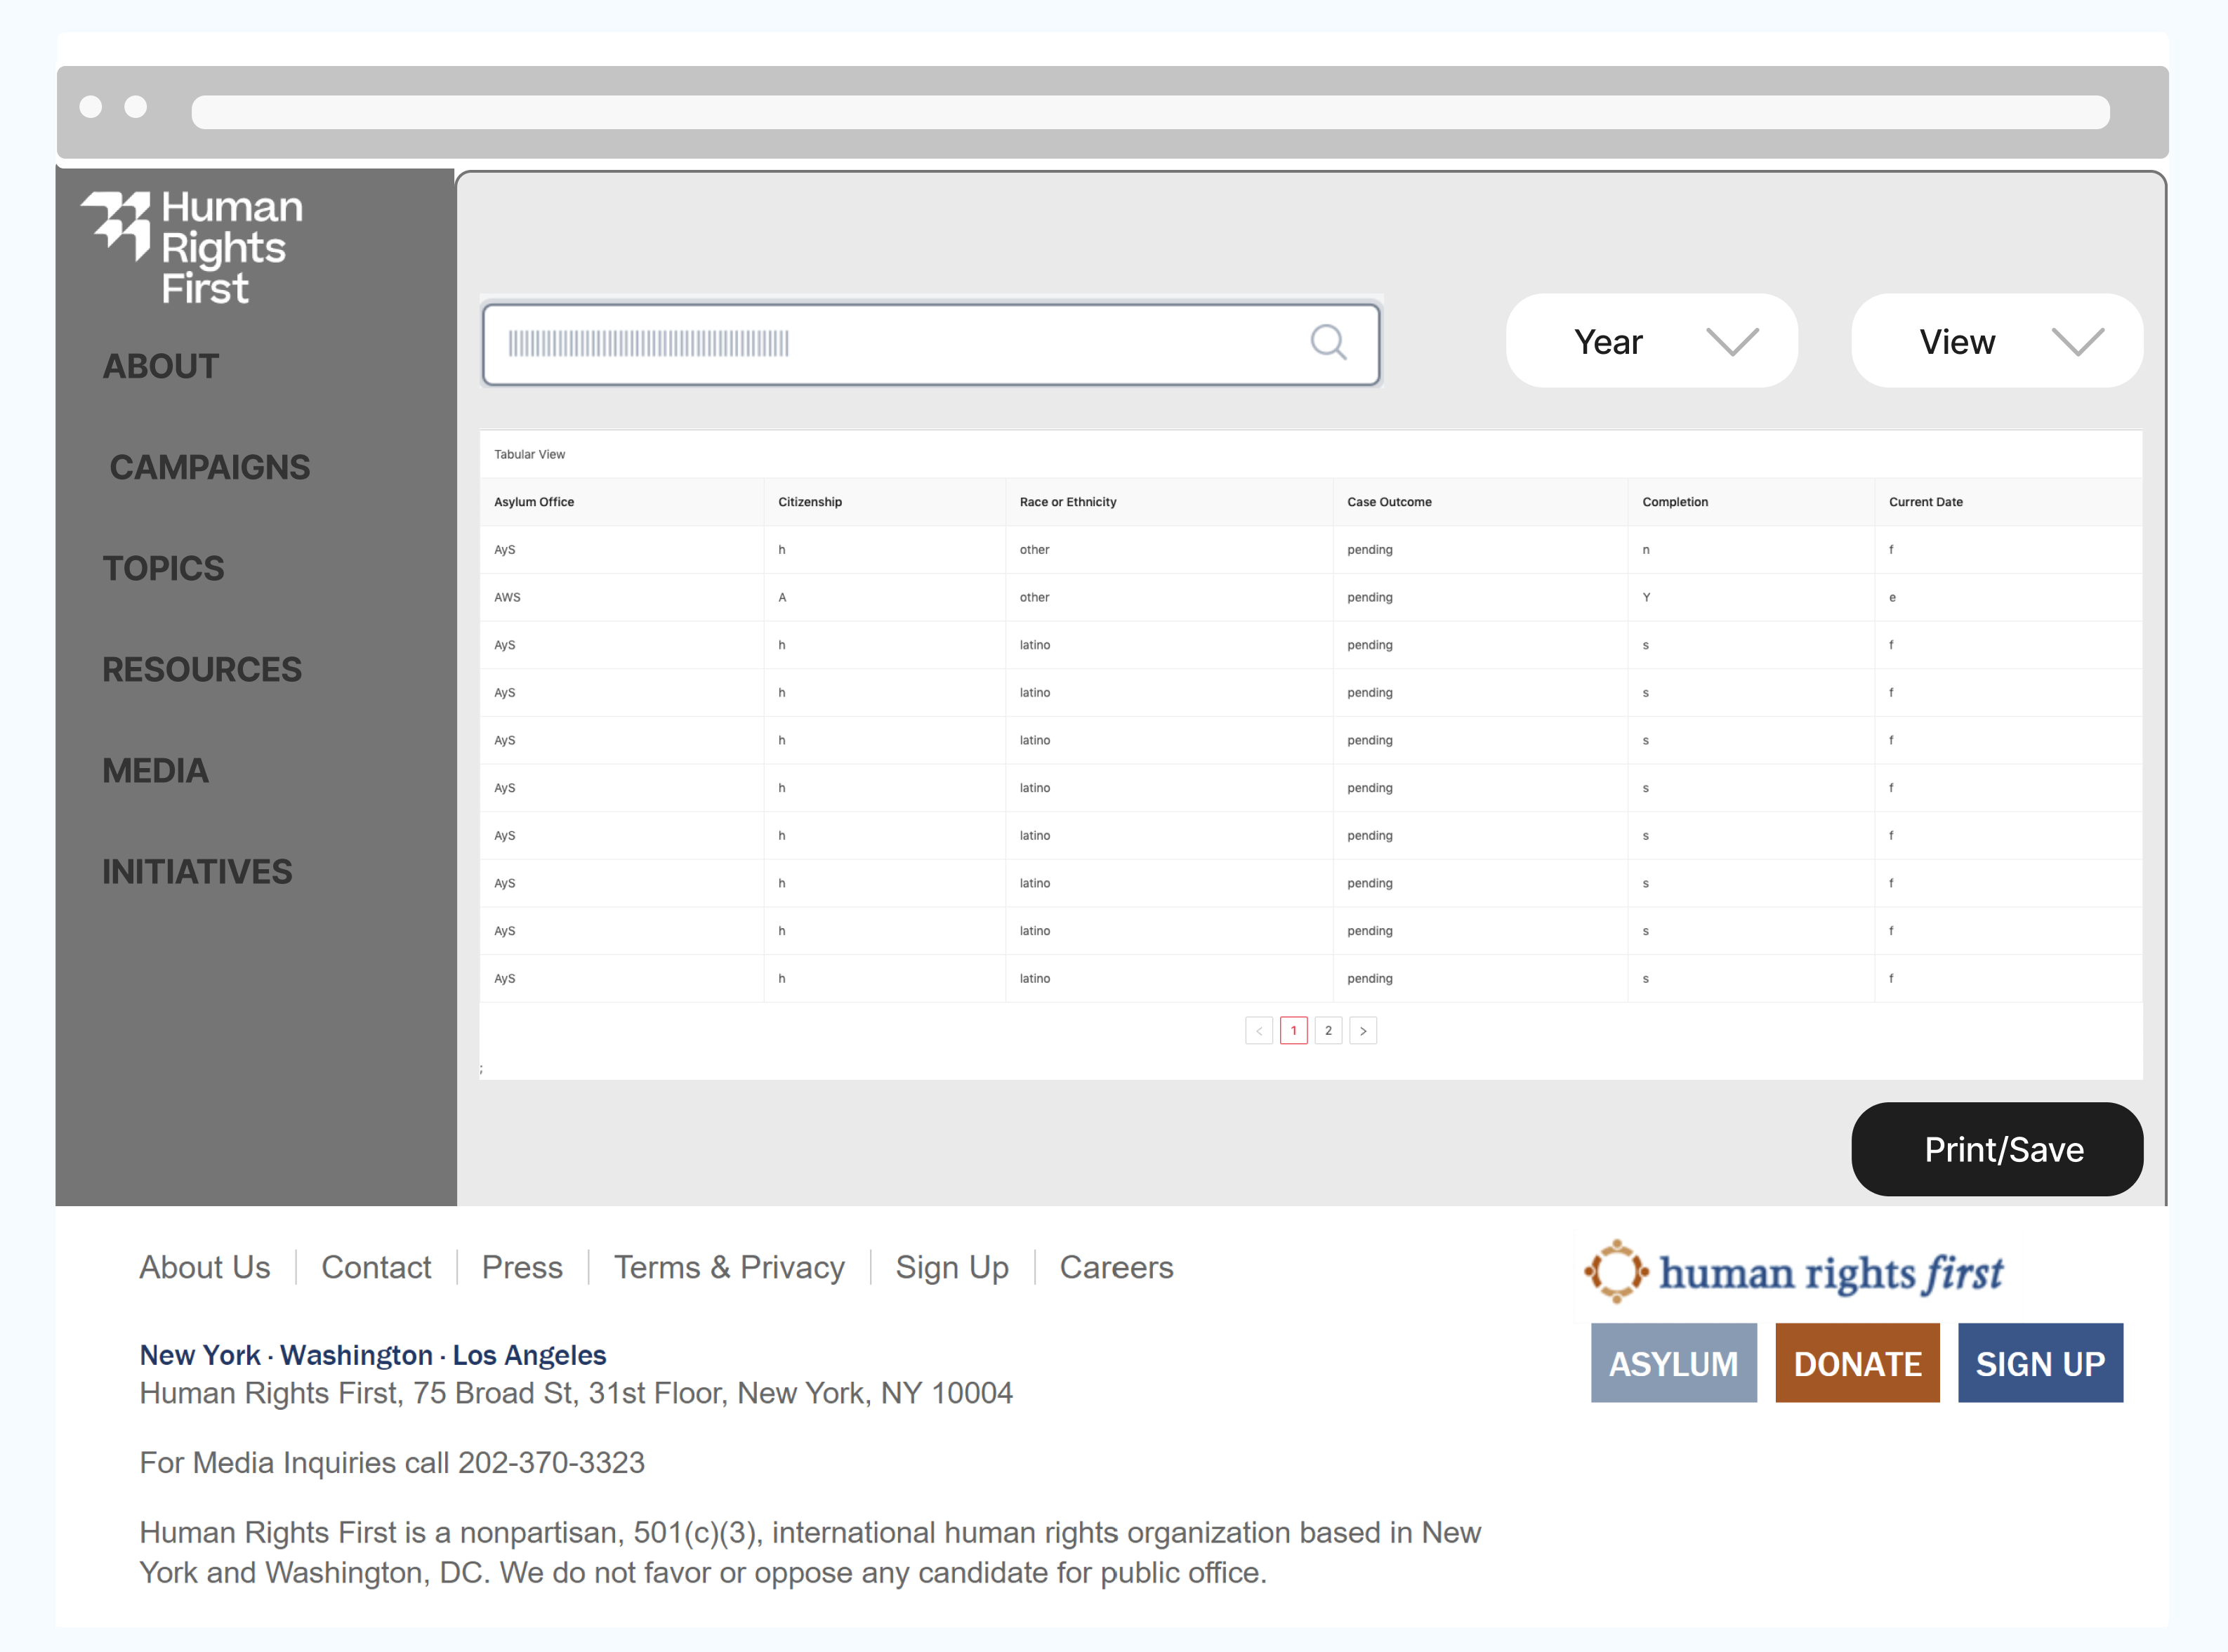 Human
Rights
First
ABOUT
CAMPAIGNS
TOPICS
RESOURCES
MEDIA
INITIATIVES
Year
View
Tabular View
Asylum Office Citizenship Race or Ethnicity Case Outcome Completion Current Date
AyS h other pending n f
AWS A other pending Y e
AyS h latino pending s f
AyS h latino pending s f
AyS h latino pending s f
AyS h latino pending s f
AyS h latino pending s f
AyS h latino pending s f
AyS h latino pending s f
AyS h latino pending s f
< 1 2 >
;
Print/Save
About Us | Contact | Press | Terms & Privacy | Sign Up | Careers
New York · Washington · Los Angeles
Human Rights First, 75 Broad St, 31st Floor, New York, NY 10004
For Media Inquiries call 202-370-3323
Human Rights First is a nonpartisan, 501(c)(3), international human rights organization based in New
York and Washington, DC. We do not favor or oppose any candidate for public office.
human rights first
ASYLUM DONATE SIGN UP